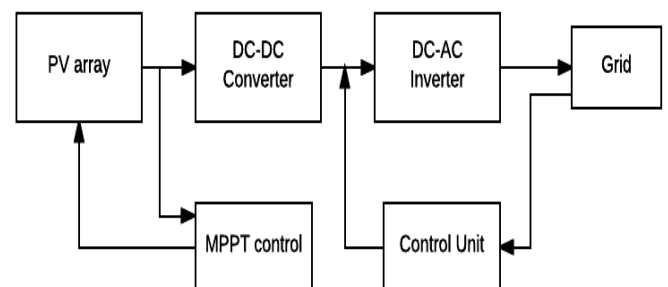 PV array
DC-DC
Converter
DC-AC
Inverter
Grid
MPPT control
Control Unit